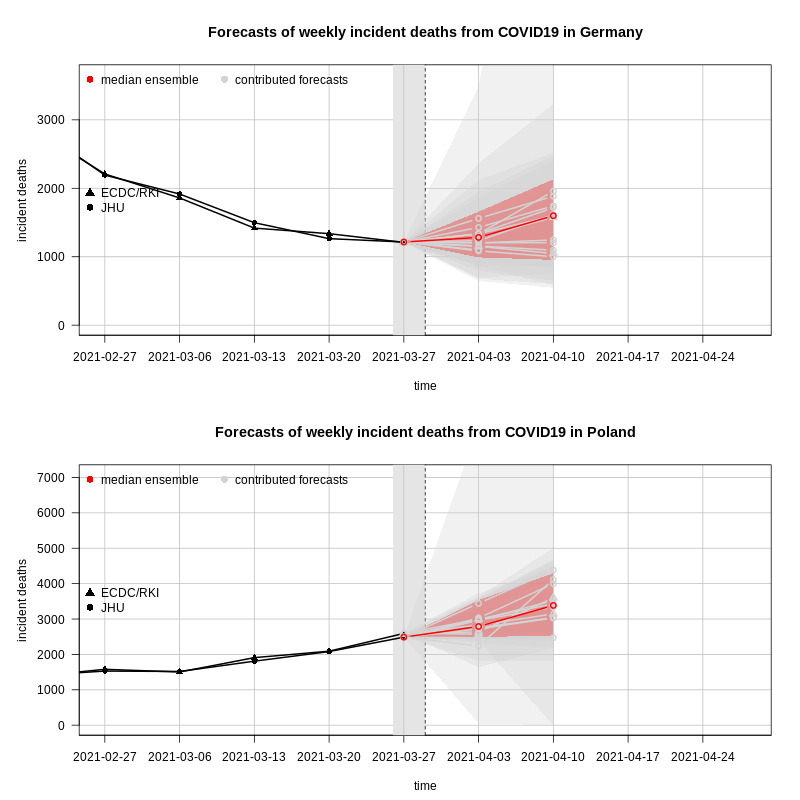 Forecasts of weekly incident deaths from COVID19 in Germany
median ensemble
contributed forecasts
3000
2000
1000
0
incident deaths
ECDC/RKI
JHU
2021-02-27 2021-03-06 2021-03-13 2021-03-20 2021-03-27 2021-04-03 2021-04-10 2021-04-17 2021-04-24
time
Forecasts of weekly incident deaths from COVID19 in Poland
median ensemble
contributed forecasts
7000
6000
5000
4000
3000
2000
1000
0
incident deaths
ECDC/RKI
JHU
2021-02-27 2021-03-06 2021-03-13 2021-03-20 2021-03-27 2021-04-03 2021-04-10 2021-04-17 2021-04-24
time